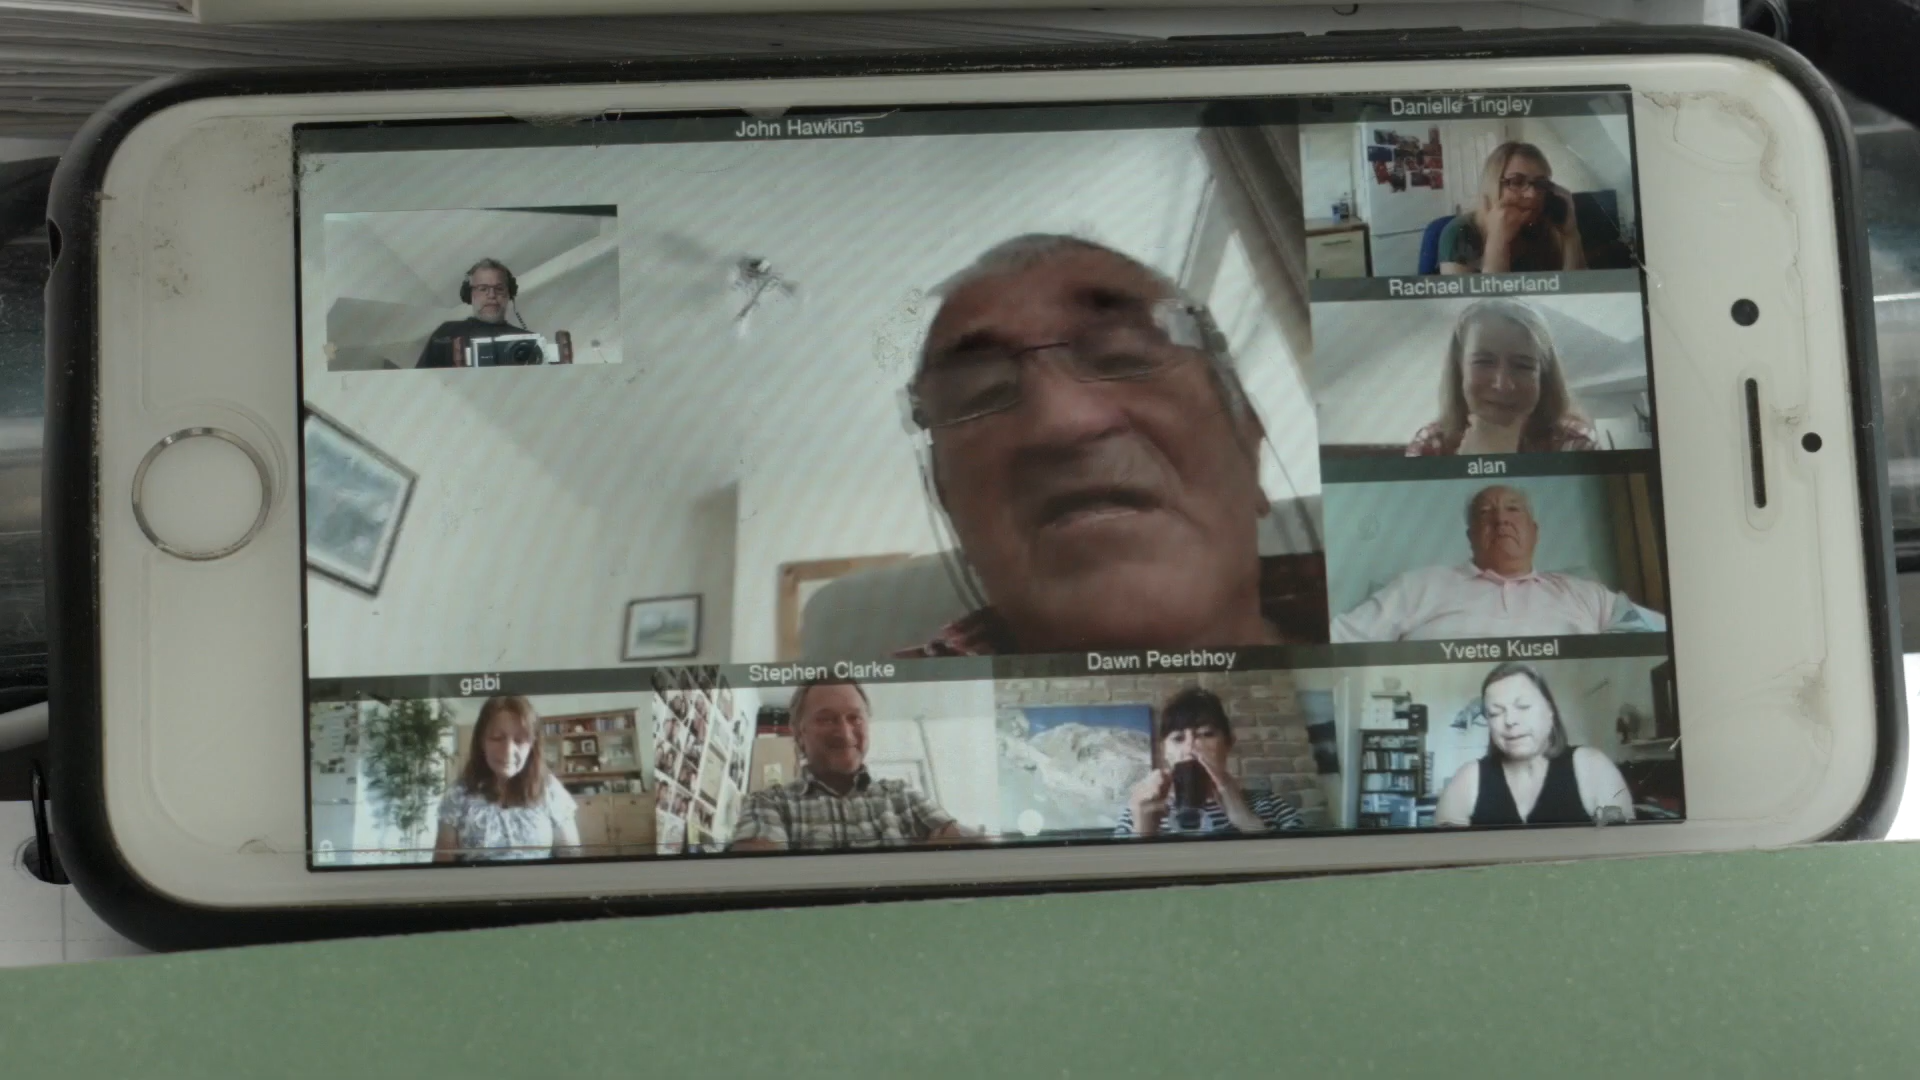 John Hawkins
Danielle Tingley
Rachael Litherland
alan
gabi
Stephen Clarke
Dawn Peerbhoy
Yvette Kusel